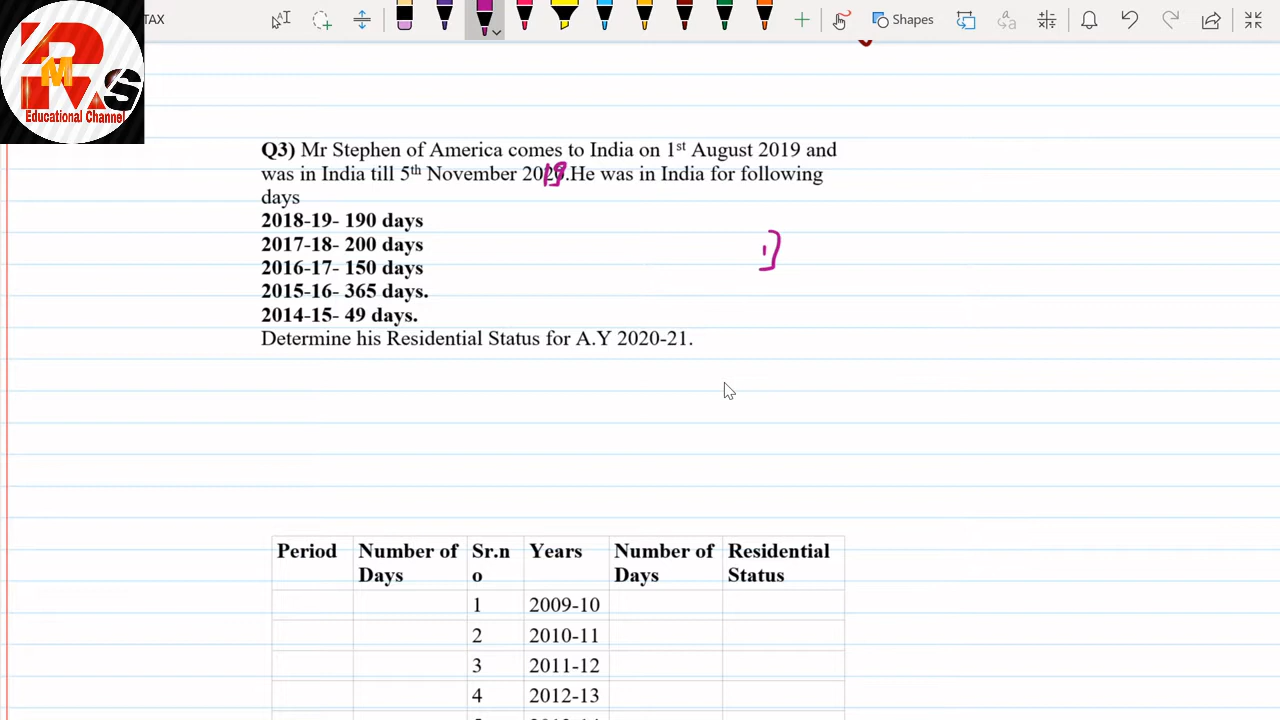 TAX
Shapes
RMS
Educational Channel
Q3) Mr Stephen of America comes to India on 1st August 2019 and
was in India till 5th November 2019.He was in India for following
days
2018-19- 190 days
2017-18- 200 days
2016-17- 150 days
2015-16- 365 days.
2014-15- 49 days.
Determine his Residential Status for A.Y 2020-21.
Period Number of Days Sr.no Years Number of Days Residential Status
1 2009-10
2 2010-11
3 2011-12
4 2012-13